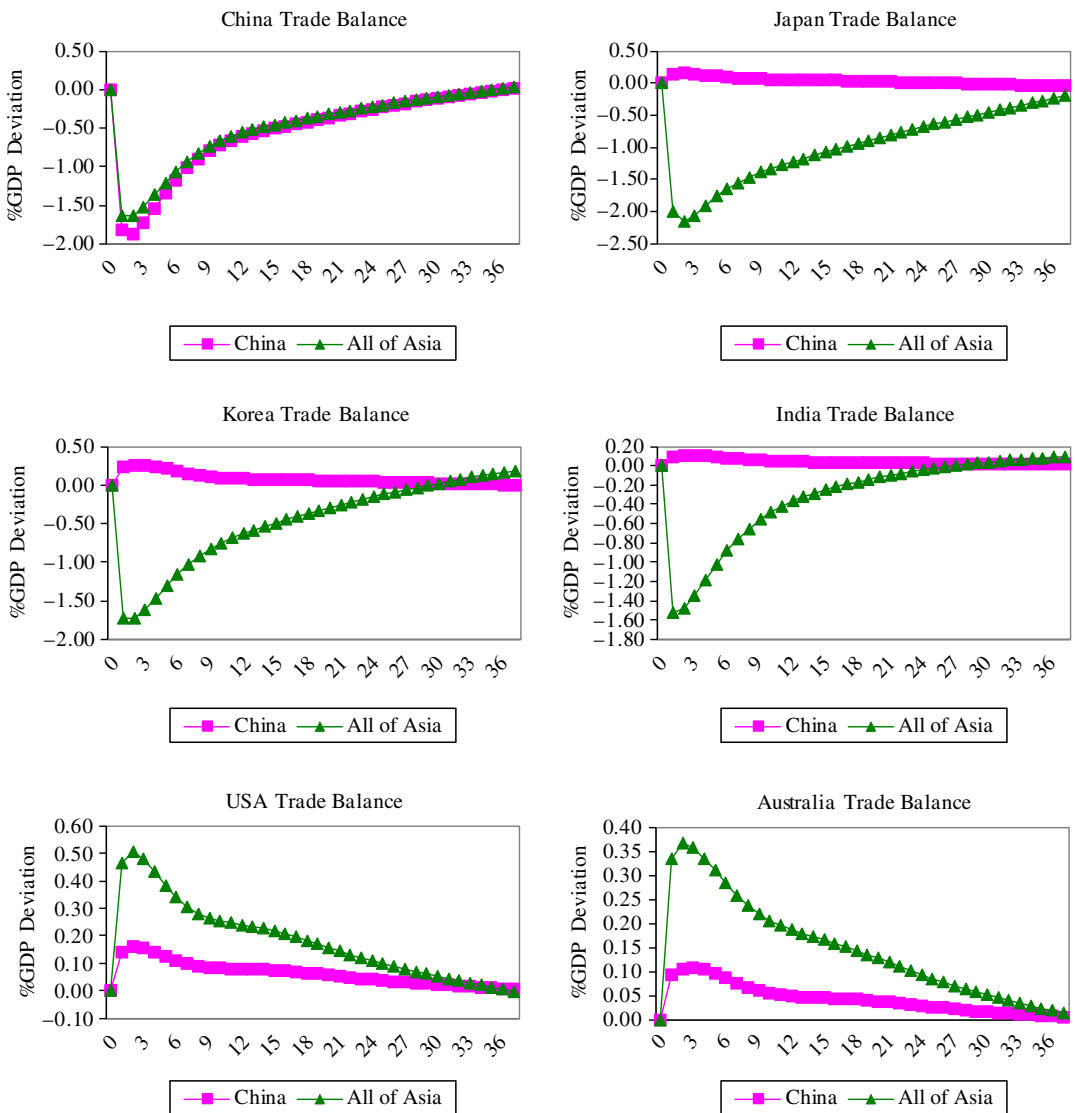 China Trade Balance
%GDP Deviation
0.50
0.00
−0.50
−1.00
−1.50
−2.00
0 3 6 9 12 15 18 21 24 27 30 33 36
China All of Asia
Japan Trade Balance
%GDP Deviation
0.50
0.00
−0.50
−1.00
−1.50
−2.00
−2.50
0 3 6 9 12 15 18 21 24 27 30 33 36
China All of Asia
Korea Trade Balance
%GDP Deviation
0.50
0.00
−0.50
−1.00
−1.50
−2.00
0 3 6 9 12 15 18 21 24 27 30 33 36
China All of Asia
India Trade Balance
%GDP Deviation
0.20
0.00
−0.20
−0.40
−0.60
−0.80
−1.00
−1.20
−1.40
−1.60
−1.80
0 3 6 9 12 15 18 21 24 27 30 33 36
China All of Asia
USA Trade Balance
%GDP Deviation
0.60
0.50
0.40
0.30
0.20
0.10
0.00
−0.10
0 3 6 9 12 15 18 21 24 27 30 33 36
China All of Asia
Australia Trade Balance
%GDP Deviation
0.40
0.35
0.30
0.25
0.20
0.15
0.10
0.05
0.00
0 3 6 9 12 15 18 21 24 27 30 33 36
China All of Asia